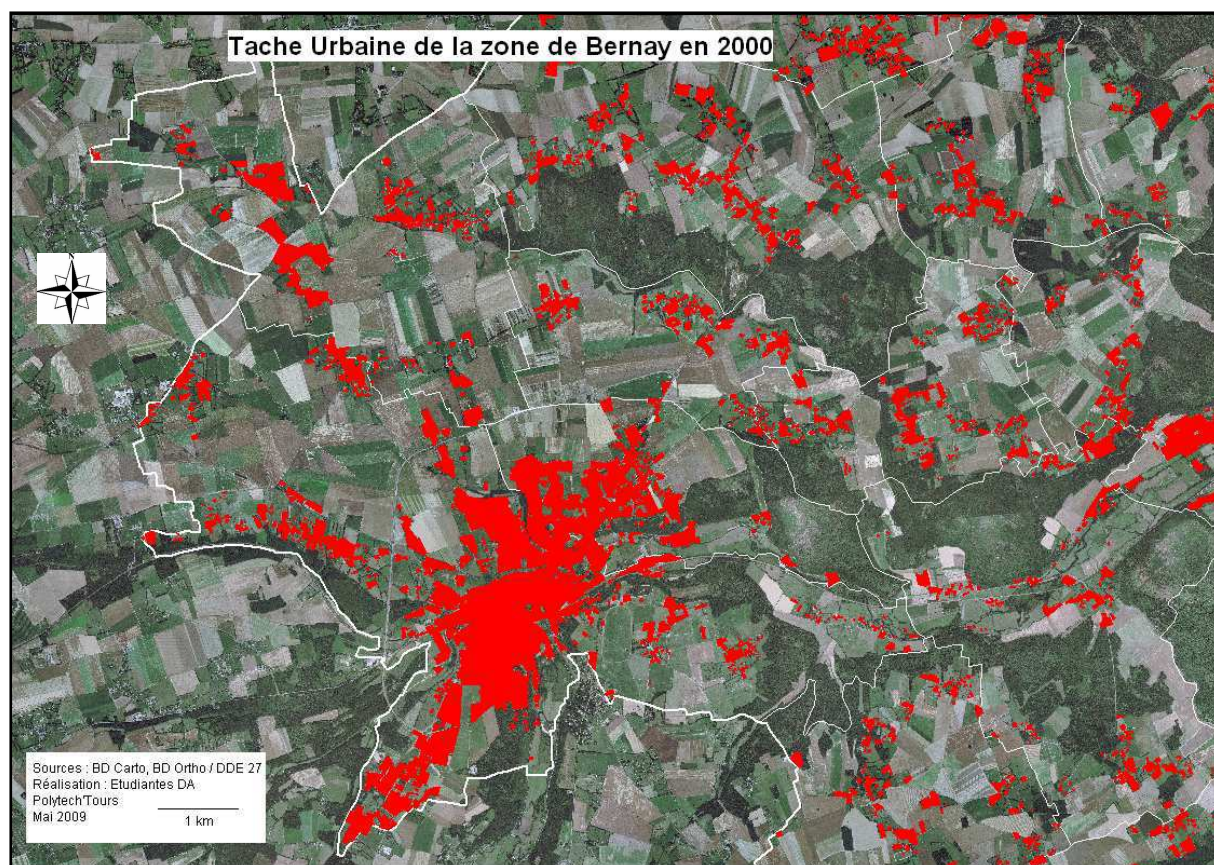 Tache Urbaine de la zone de Bernay en 2000
N
Sources : BD Carto, BD Ortho / DDE 27
Réalisation : Etudiantes DA
Polytech'Tours
Mai 2009
1 km